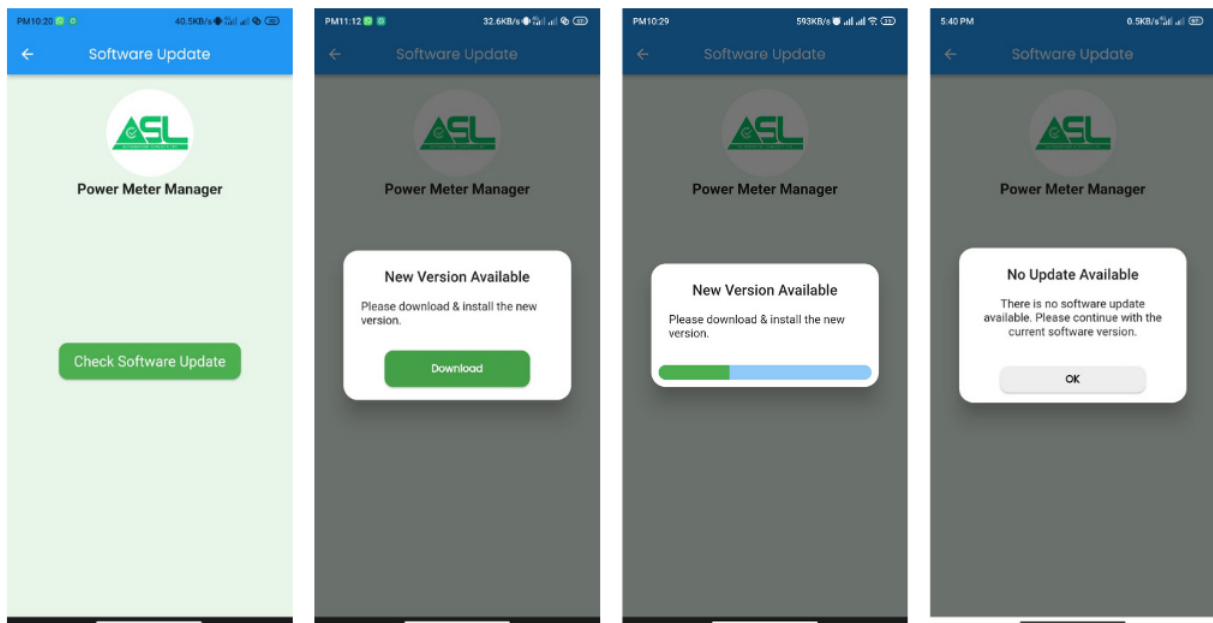 PM10:20
40.5KB/s
Software Update
ASL
Power Meter Manager
Check Software Update
PM11:12
32.6KB/s
Software Update
ASL
Power Meter Manager
New Version Available
Please download & install the new
version.
Download
PM10:29
593KB/s
Software Update
ASL
Power Meter Manager
New Version Available
Please download & install the new
version.
5:40 PM
0.5KB/s
Software Update
ASL
Power Meter Manager
No Update Available
There is no software update
available. Please continue with the
current software version.
OK